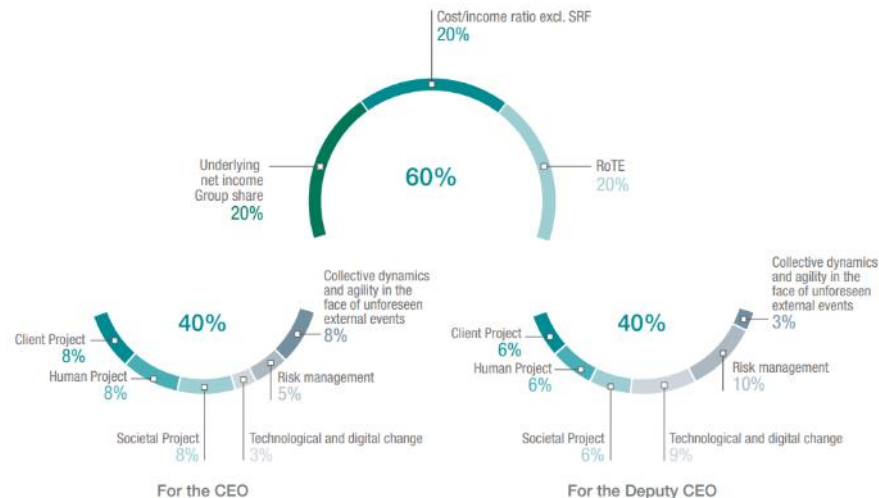 Cost/income ratio excl. SRF
20%
Underlying
net income
Group share
20%
60%
RoTE
20%
Client Project
8%
Human Project
8%
Societal Project
8%
Technological and digital change
3%
Risk management
5%
Collective dynamics
and agility in the
face of unforeseen
external events
8%
40%
For the CEO
Client Project
6%
Human Project
6%
Societal Project
6%
Technological and digital change
9%
Risk management
10%
Collective dynamics
and agility in the
face of unforeseen
external events
3%
40%
For the Deputy CEO